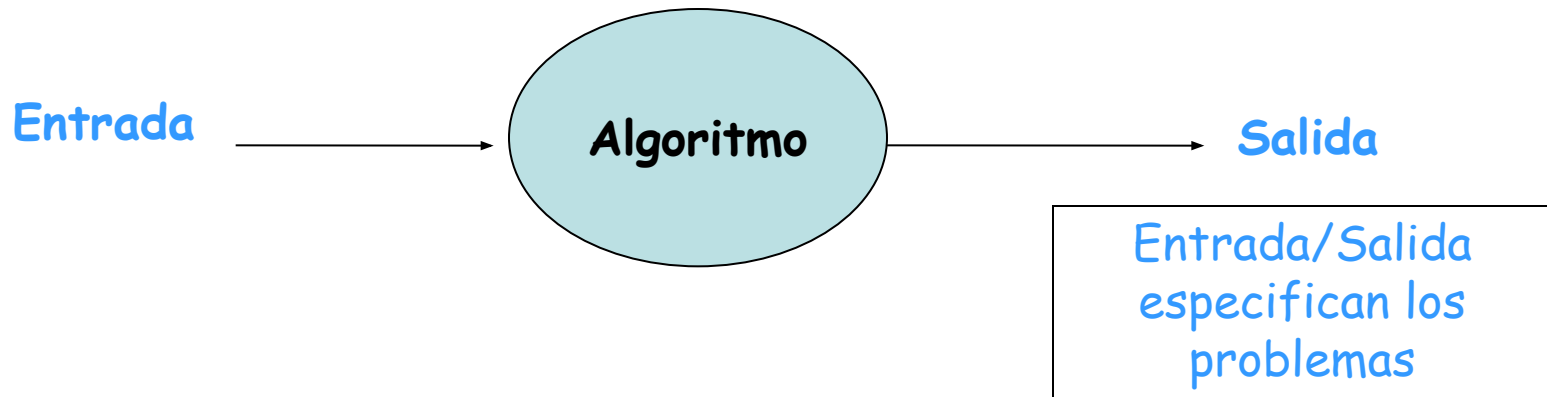 Entrada
Algoritmo
Salida
Entrada/Salida
especifican los
problemas